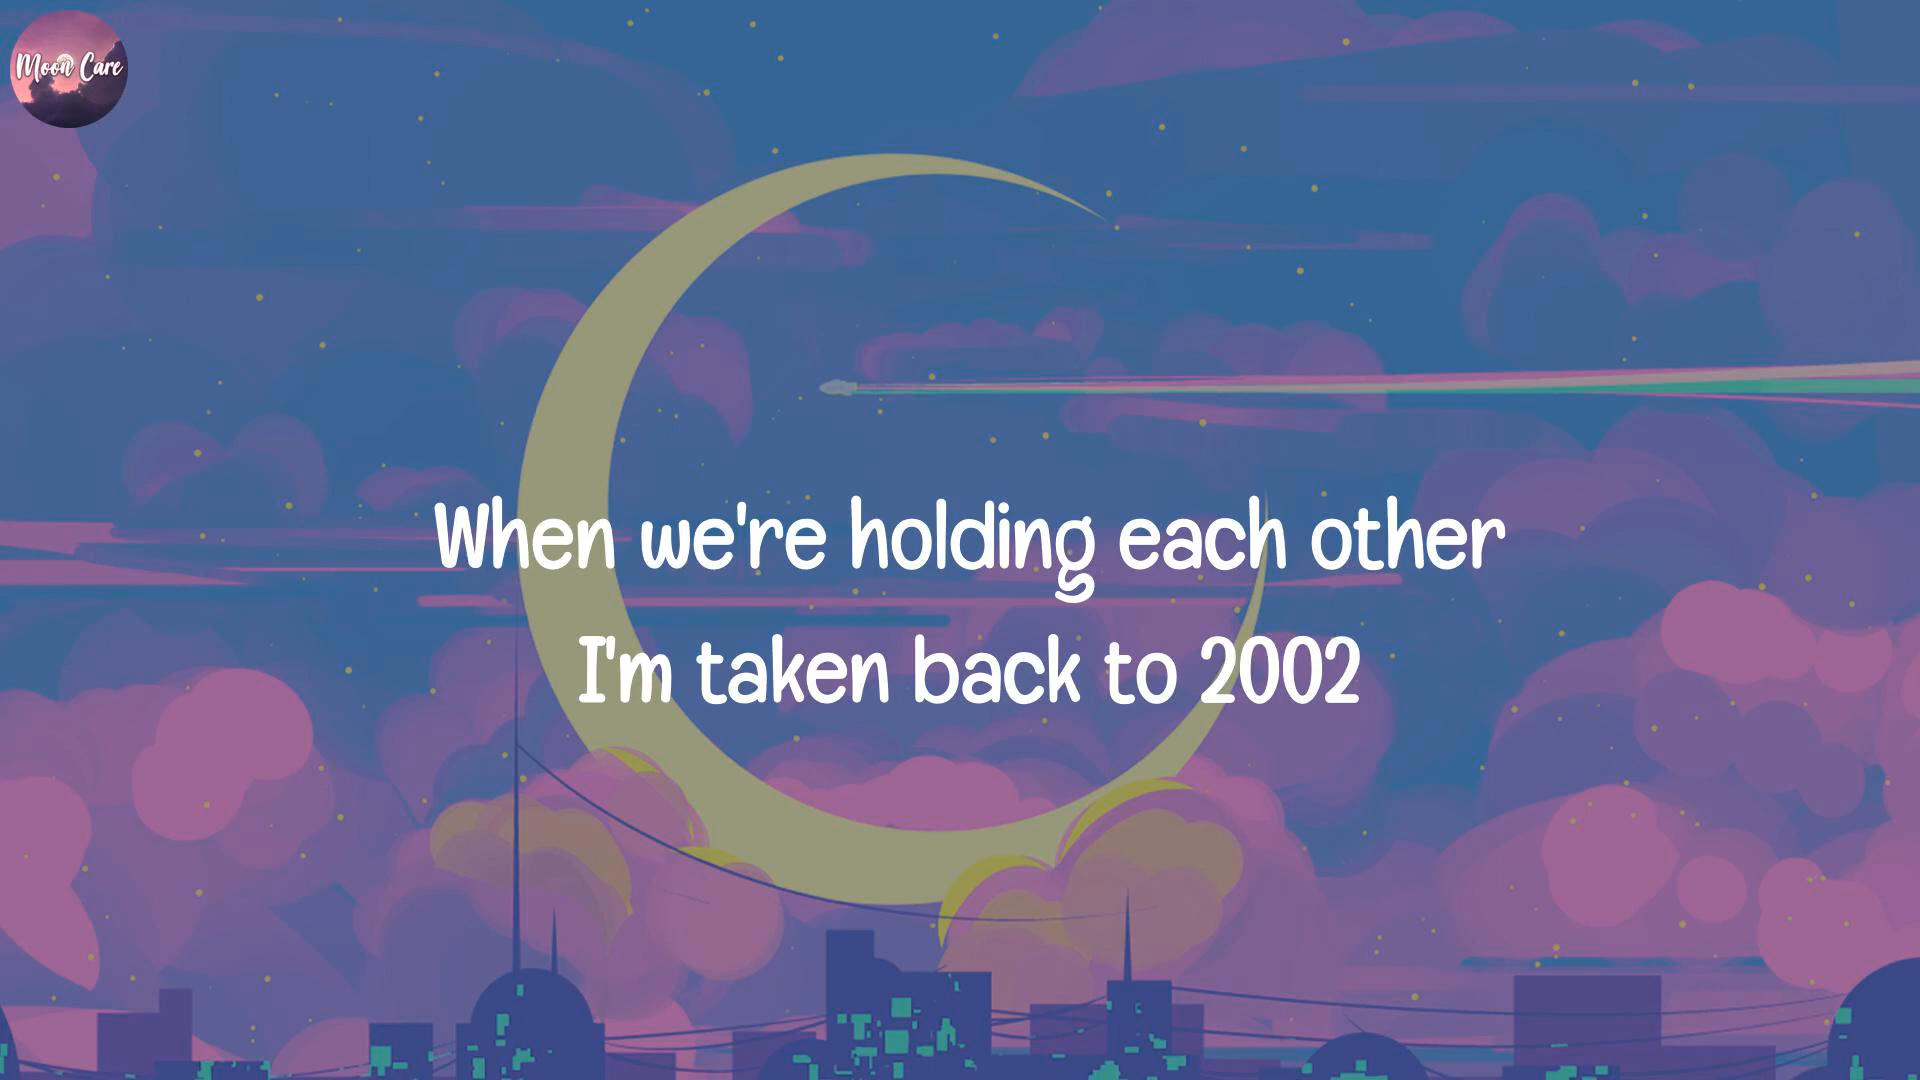 Moon Care
When we're holding each other
I'm taken back to 2002